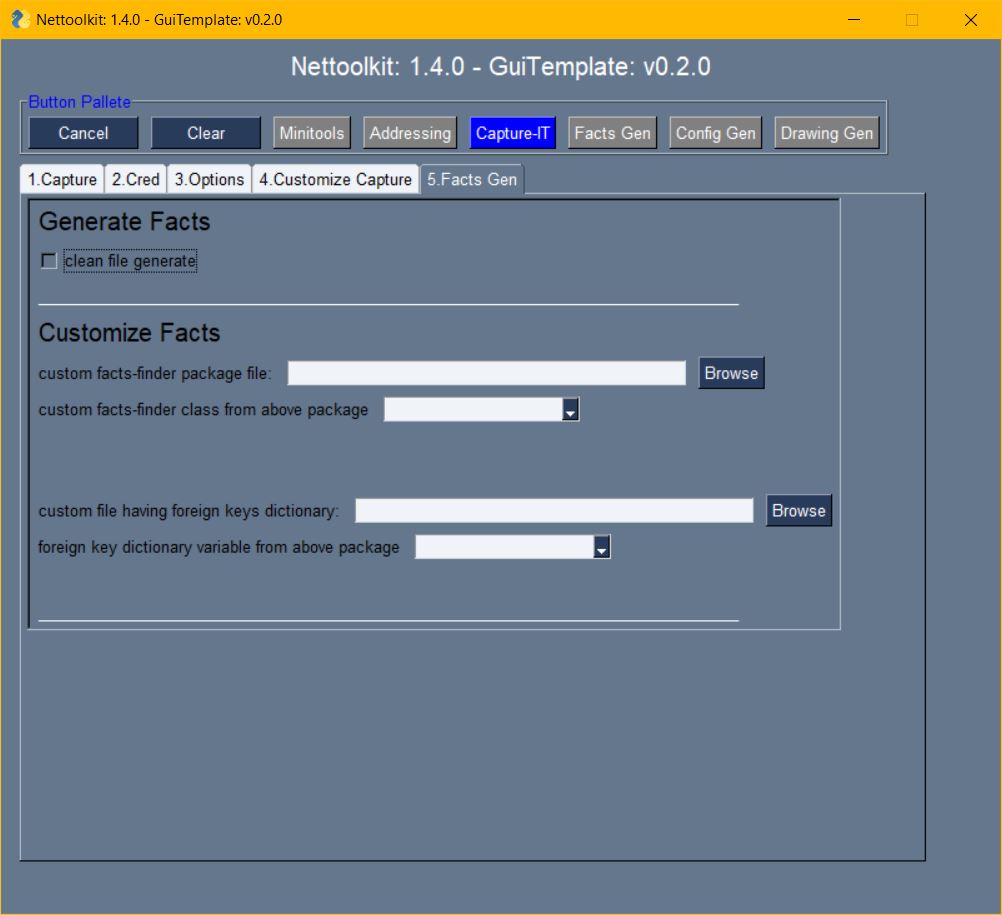 Nettoolkit: 1.4.0 - GuiTemplate: v0.2.0
Nettoolkit: 1.4.0 - GuiTemplate: v0.2.0
Button Pallete
Cancel Clear Minitools Addressing Capture-IT Facts Gen Config Gen Drawing Gen
1.Capture 2.Cred 3.Options 4.Customize Capture 5.Facts Gen
Generate Facts
clean file generate
Customize Facts
custom facts-finder package file: Browse
custom facts-finder class from above package
custom file having foreign keys dictionary: Browse
foreign key dictionary variable from above package